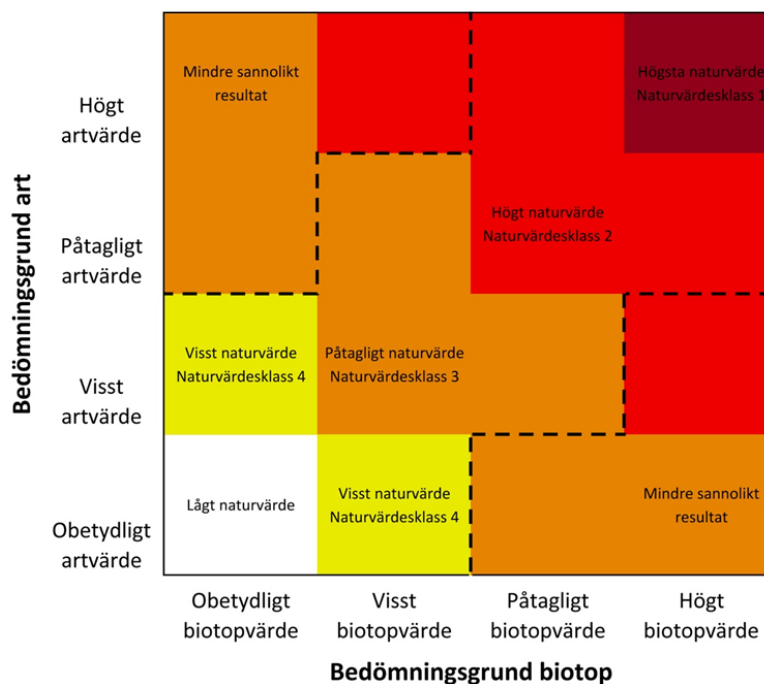 Bedömningsgrund art
Högt
artvärde
Påtagligt
artvärde
Visst
artvärde
Obetydligt
artvärde
Mindre sannolikt
resultat
Högsta naturvärde
Naturvärdesklass 1
Högt naturvärde
Naturvärdesklass 2
Visst naturvärde
Naturvärdesklass 4
Påtagligt naturvärde
Naturvärdesklass 3
Lågt naturvärde
Visst naturvärde
Naturvärdesklass 4
Mindre sannolikt
resultat
Obetydligt
biotopvärde
Visst
biotopvärde
Påtagligt
biotopvärde
Högt
biotopvärde
Bedömningsgrund biotop